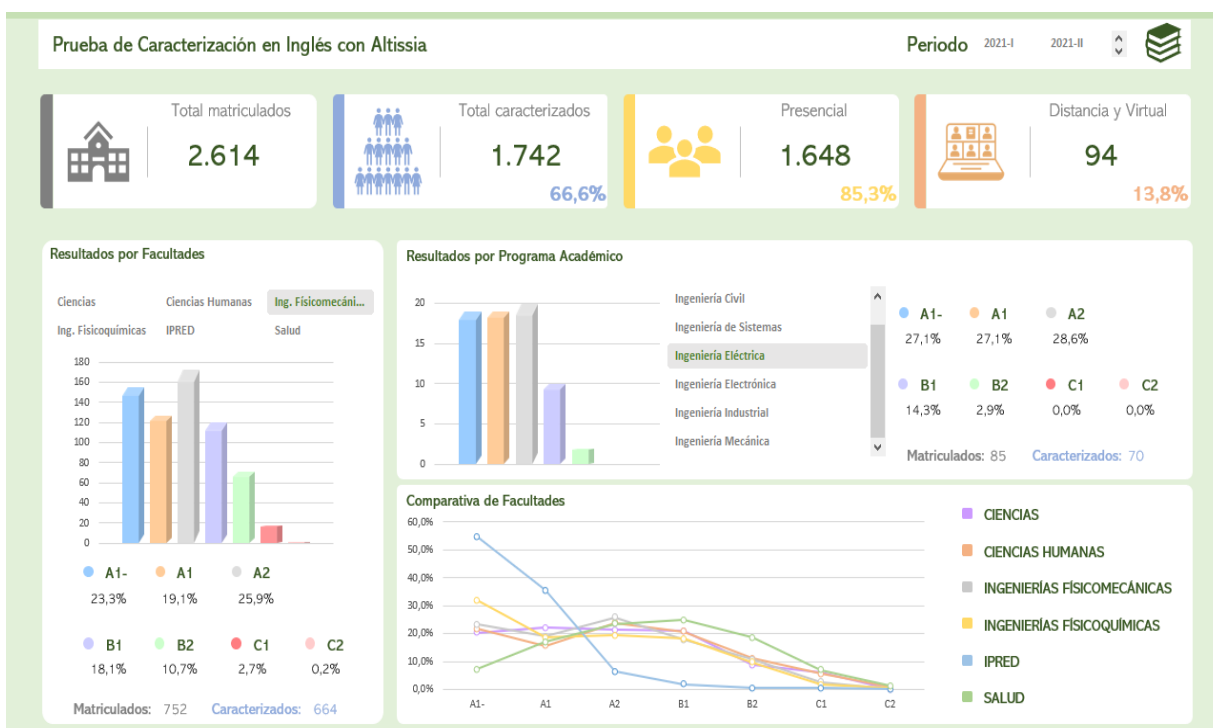 Prueba de Caracterización en Inglés con Altissia
Periodo 2021-I 2021-II
Total matriculados
2.614
Total caracterizados
1.742
66,6%
Presencial
1.648
85,3%
Distancia y Virtual
94
13,8%
Resultados por Facultades
Ciencias Ciencias Humanas Ing. Físicomecáni...
Ing. Fisicoquímicas IPRED Salud
180
160
140
120
100
80
60
40
20
0
A1- A1 A2
23,3% 19,1% 25,9%
B1 B2 C1 C2
18,1% 10,7% 2,7% 0,2%
Matriculados: 752 Caracterizados: 664
Resultados por Programa Académico
20
15
10
5
0
Ingeniería Civil
Ingeniería de Sistemas
Ingeniería Eléctrica
Ingeniería Electrónica
Ingeniería Industrial
Ingeniería Mecánica
A1- A1 A2
27,1% 27,1% 28,6%
B1 B2 C1 C2
14,3% 2,9% 0,0% 0,0%
Matriculados: 85 Caracterizados: 70
Comparativa de Facultades
60,0%
50,0%
40,0%
30,0%
20,0%
10,0%
0,0%
A1- A1 A2 B1 B2 C1 C2
CIENCIAS
CIENCIAS HUMANAS
INGENIERÍAS FÍSICOMECÁNICAS
INGENIERÍAS FÍSICOQUÍMICAS
IPRED
SALUD